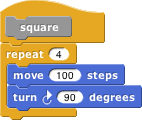 square
repeat 4
move 100 steps
turn 90 degrees